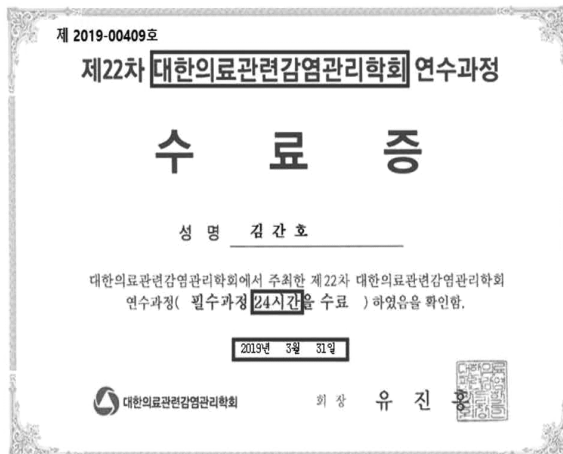 제 2019-00409호
제22차 대한의료관련감염관리학회 연수과정
수 료 증
성 명 김 간 호
대한의료관련감염관리학회에서 주최한 제22차 대한의료관련감염관리학회
연수과정( 필수과정 24시간을 수료 ) 하였음을 확인함.
2019년 3월 31일
대한의료관련감염관리학회 회 장 유 진 홍